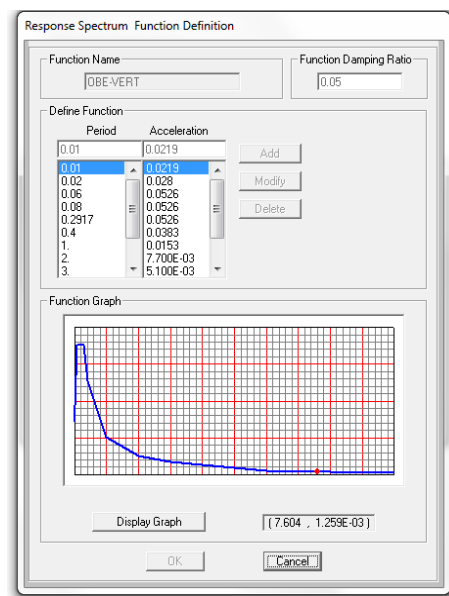 Response Spectrum Function Definition
Function Name
Function Damping Ratio
OBE-VERT
0.05
Define Function
Period Acceleration
0.01 0.0219
Add
0.01 0.0219
0.02 0.028
Modify
0.06 0.0526
0.08 0.0526
Delete
0.2917 0.0526
0.4 0.0383
1. 0.0153
2. 7.700E-03
3. 5.100E-03
Function Graph
Display Graph
( 7.604 , 1.259E-03 )
OK
Cancel